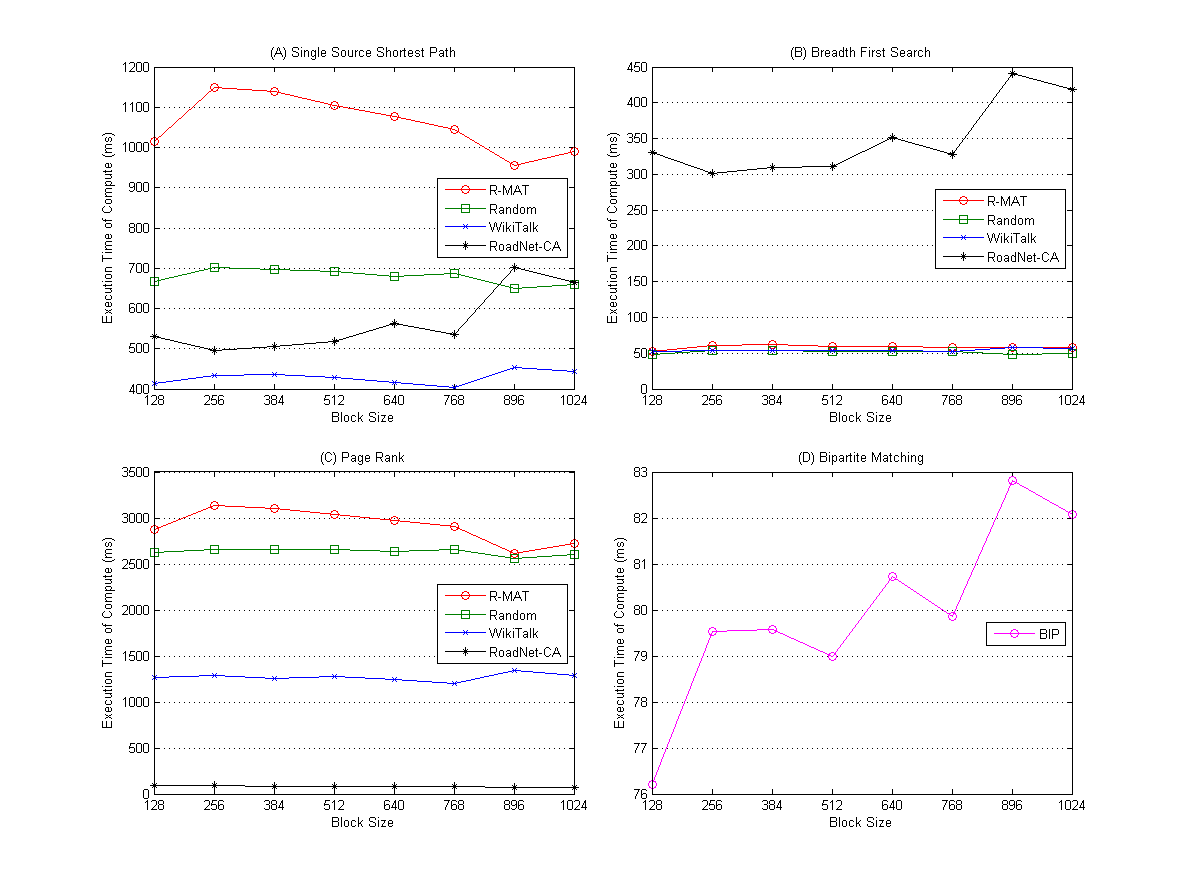 (A) Single Source Shortest Path
1200
1100
1000
900
800
700
600
500
400
Execution Time of Compute (ms)
R-MAT
Random
WikiTalk
RoadNet-CA
128 256 384 512 640 768 896 1024
Block Size
(B) Breadth First Search
450
400
350
300
250
200
150
100
50
0
Execution Time of Compute (ms)
R-MAT
Random
WikiTalk
RoadNet-CA
128 256 384 512 640 768 896 1024
Block Size
(C) Page Rank
3500
3000
2500
2000
1500
1000
500
0
Execution Time of Compute (ms)
R-MAT
Random
WikiTalk
RoadNet-CA
128 256 384 512 640 768 896 1024
Block Size
(D) Bipartite Matching
83
82
81
80
79
78
77
76
Execution Time of Compute (ms)
BIP
128 256 384 512 640 768 896 1024
Block Size